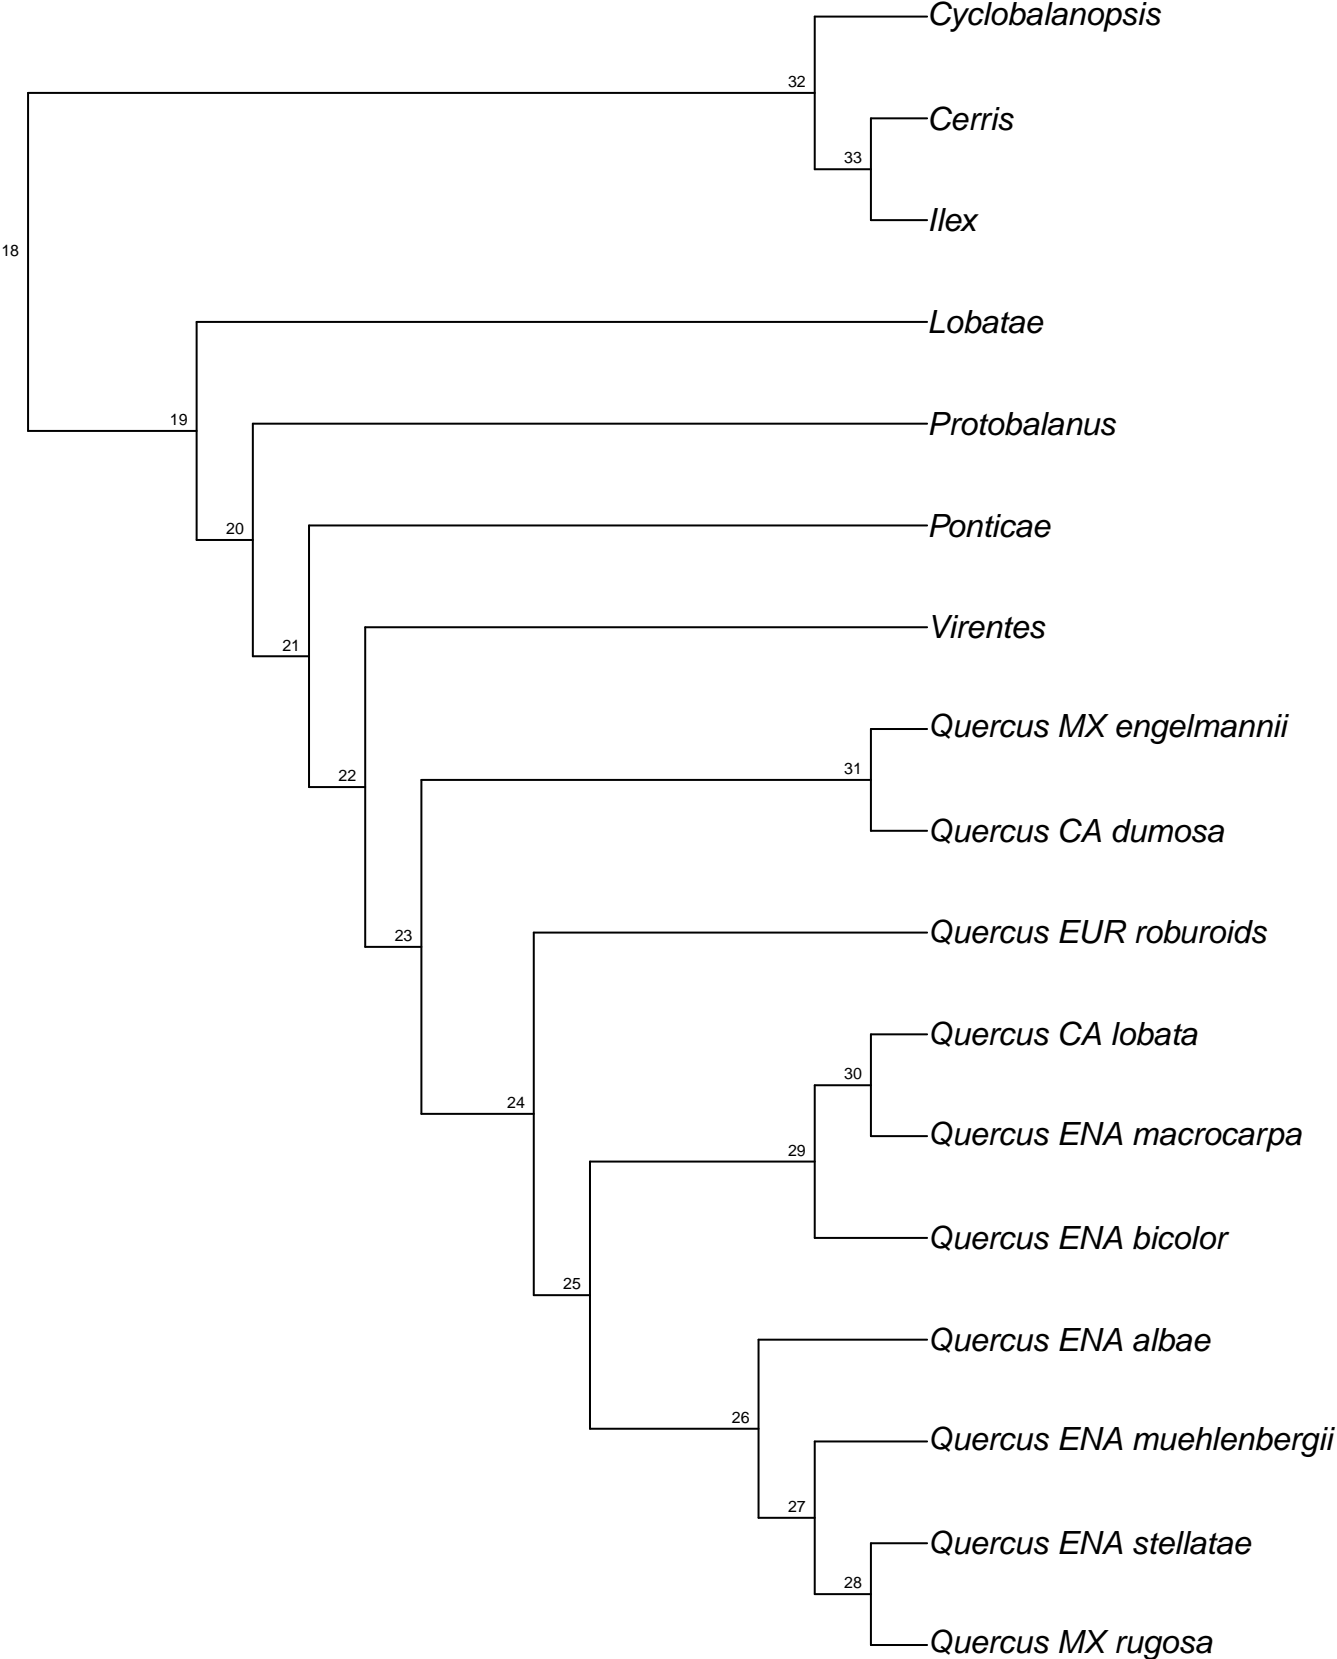 Cyclobalanopsis
32
Cerris
33
Ilex
18
Lobatae
19
Protobalanus
20
Ponticae
21
Virentes
22
Quercus MX engelmannii
31
Quercus CA dumosa
23
Quercus EUR roburoids
Quercus CA lobata
30
24
Quercus ENA macrocarpa
29
Quercus ENA bicolor
25
Quercus ENA albae
26
Quercus ENA muehlenbergii
27
Quercus ENA stellatae
28
Quercus MX rugosa